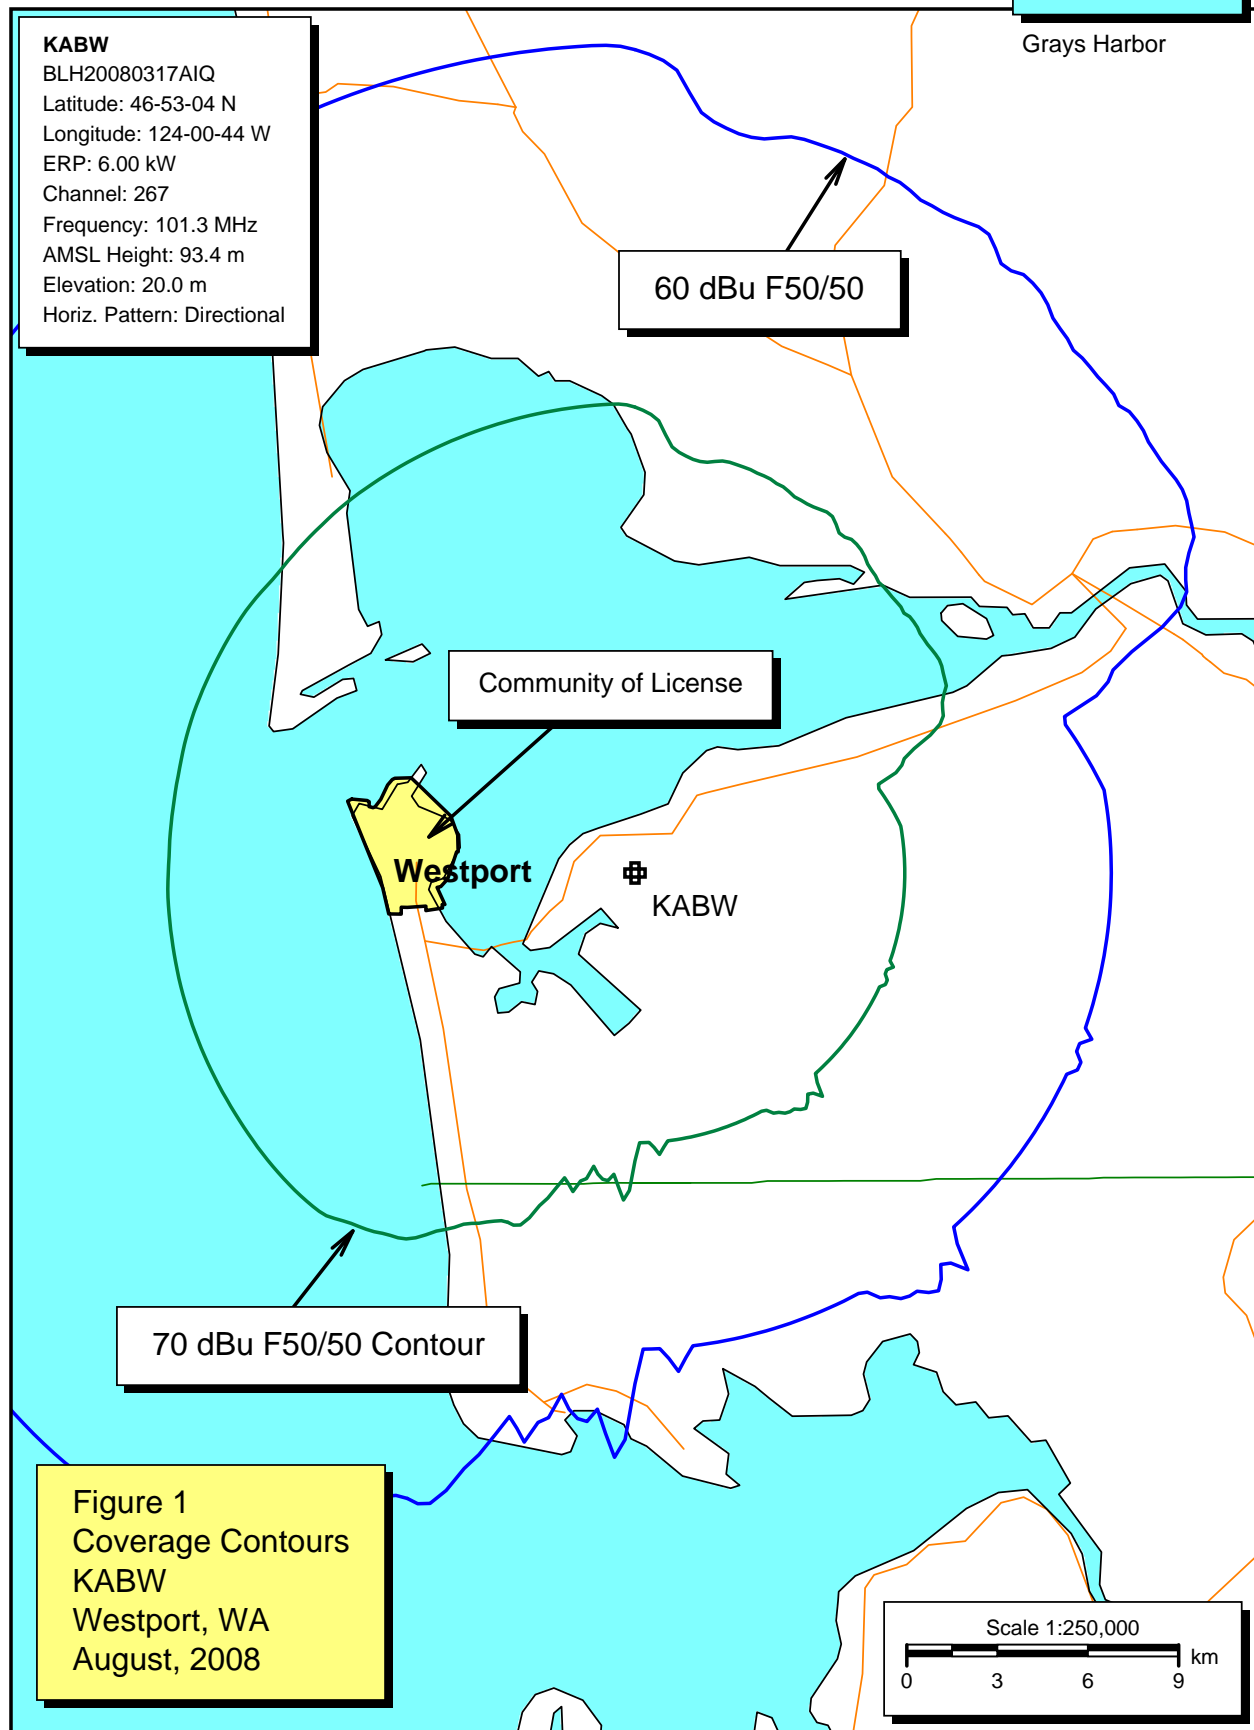 KABW
BLH20080317AIQ
Latitude: 46-53-04 N
Longitude: 124-00-44 W
ERP: 6.00 kW
Channel: 267
Frequency: 101.3 MHz
AMSL Height: 93.4 m
Elevation: 20.0 m
Horiz. Pattern: Directional
Grays Harbor
60 dBu F50/50
Community of License
Westport
KABW
70 dBu F50/50 Contour
Figure 1
Coverage Contours
KABW
Westport, WA
August, 2008
Scale 1:250,000
km
0 3 6 9